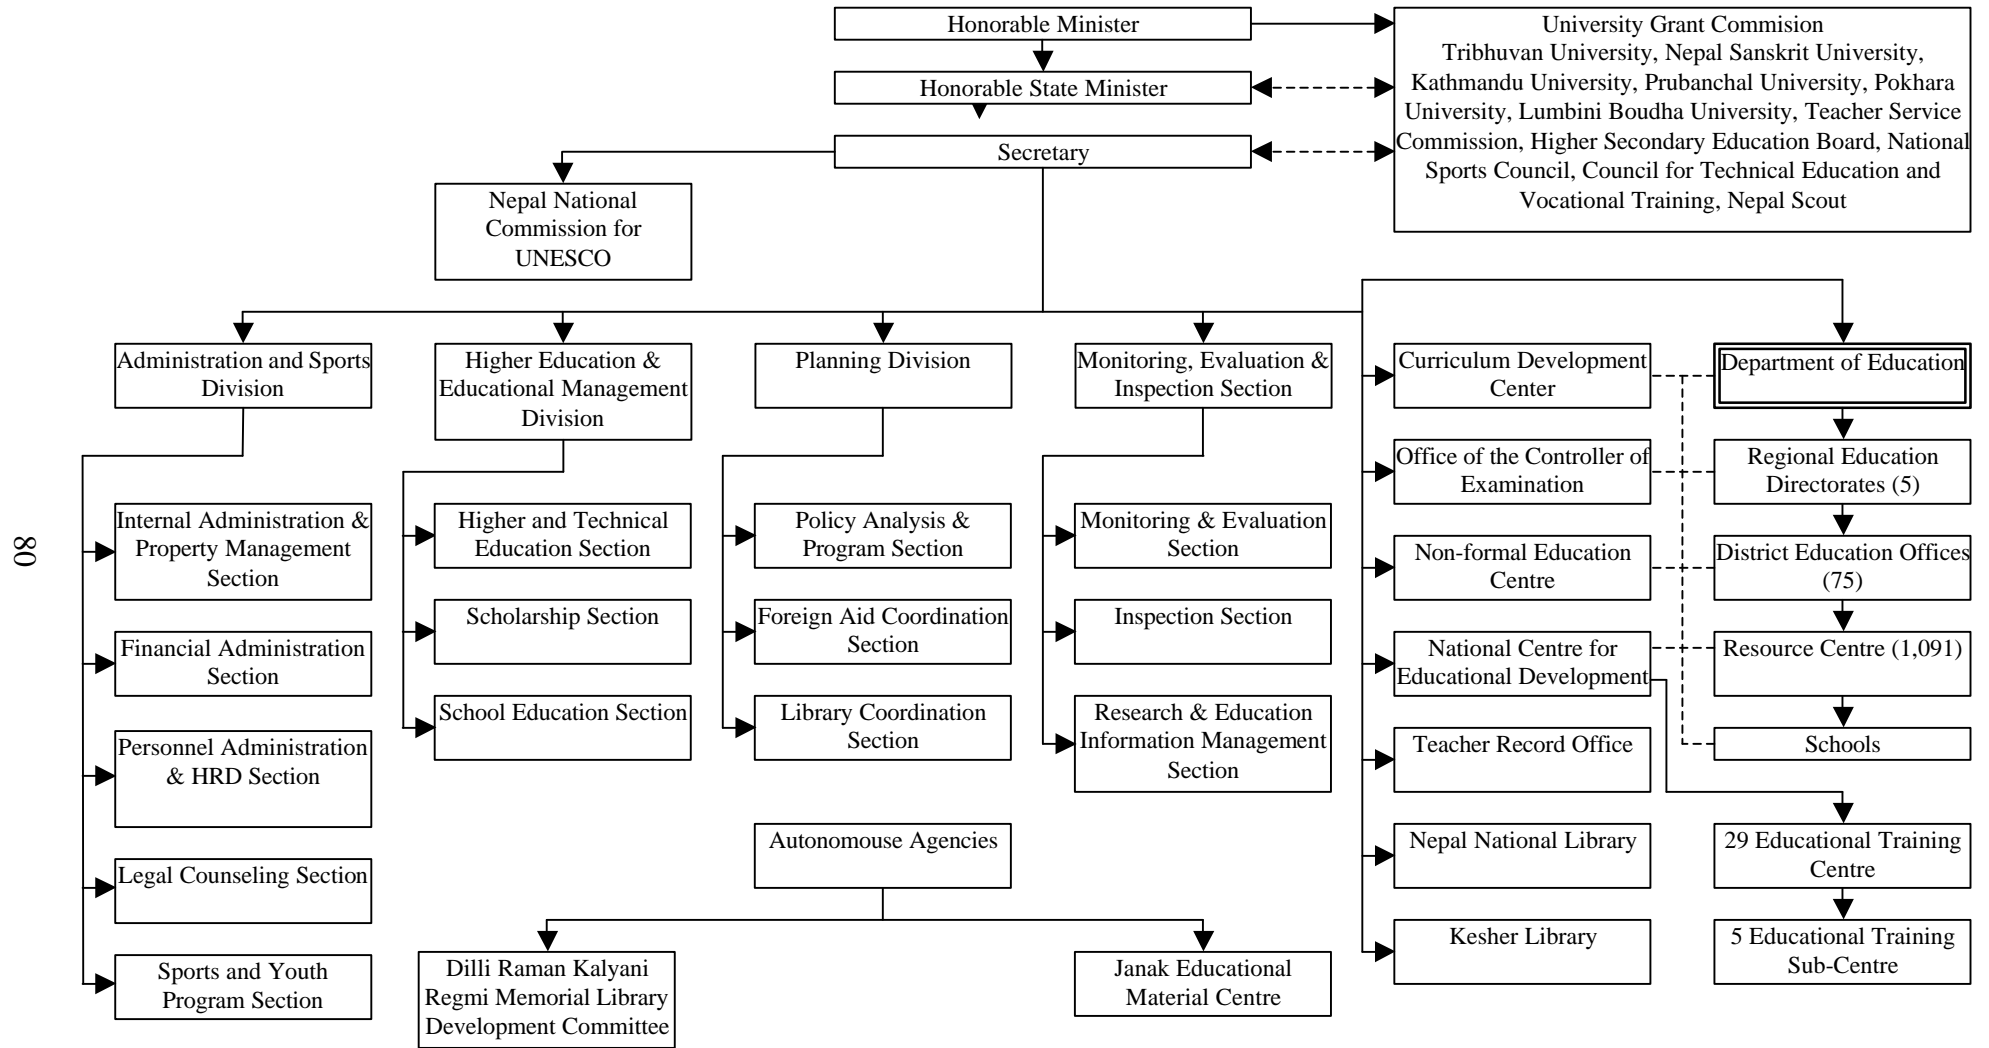 Honorable Minister
Honorable State Minister
Secretary
University Grant Commision
Tribhuvan University, Nepal Sanskrit University,
Kathmandu University, Prubanchal University, Pokhara
University, Lumbini Boudha University, Teacher Service
Commission, Higher Secondary Education Board, National
Sports Council, Council for Technical Education and
Vocational Training, Nepal Scout
Nepal National
Commission for
UNESCO
Administration and Sports
Division
Internal Administration &
Property Management
Section
Financial Administration
Section
Personnel Administration
& HRD Section
Legal Counseling Section
Sports and Youth
Program Section
Higher Education &
Educational Management
Division
Higher and Technical
Education Section
Scholarship Section
School Education Section
Planning Division
Policy Analysis &
Program Section
Foreign Aid Coordination
Section
Library Coordination
Section
Monitoring, Evaluation &
Inspection Section
Monitoring & Evaluation
Section
Inspection Section
Research & Education
Information Management
Section
Autonomouse Agencies
Dilli Raman Kalyani
Regmi Memorial Library
Development Committee
Janak Educational
Material Centre
Curriculum Development
Center
Office of the Controller of
Examination
Non-formal Education
Centre
National Centre for
Educational Development
Teacher Record Office
Nepal National Library
Kesher Library
Department of Education
Regional Education
Directorates (5)
District Education Offices
(75)
Resource Centre (1,091)
Schools
29 Educational Training
Centre
5 Educational Training
Sub-Centre
80